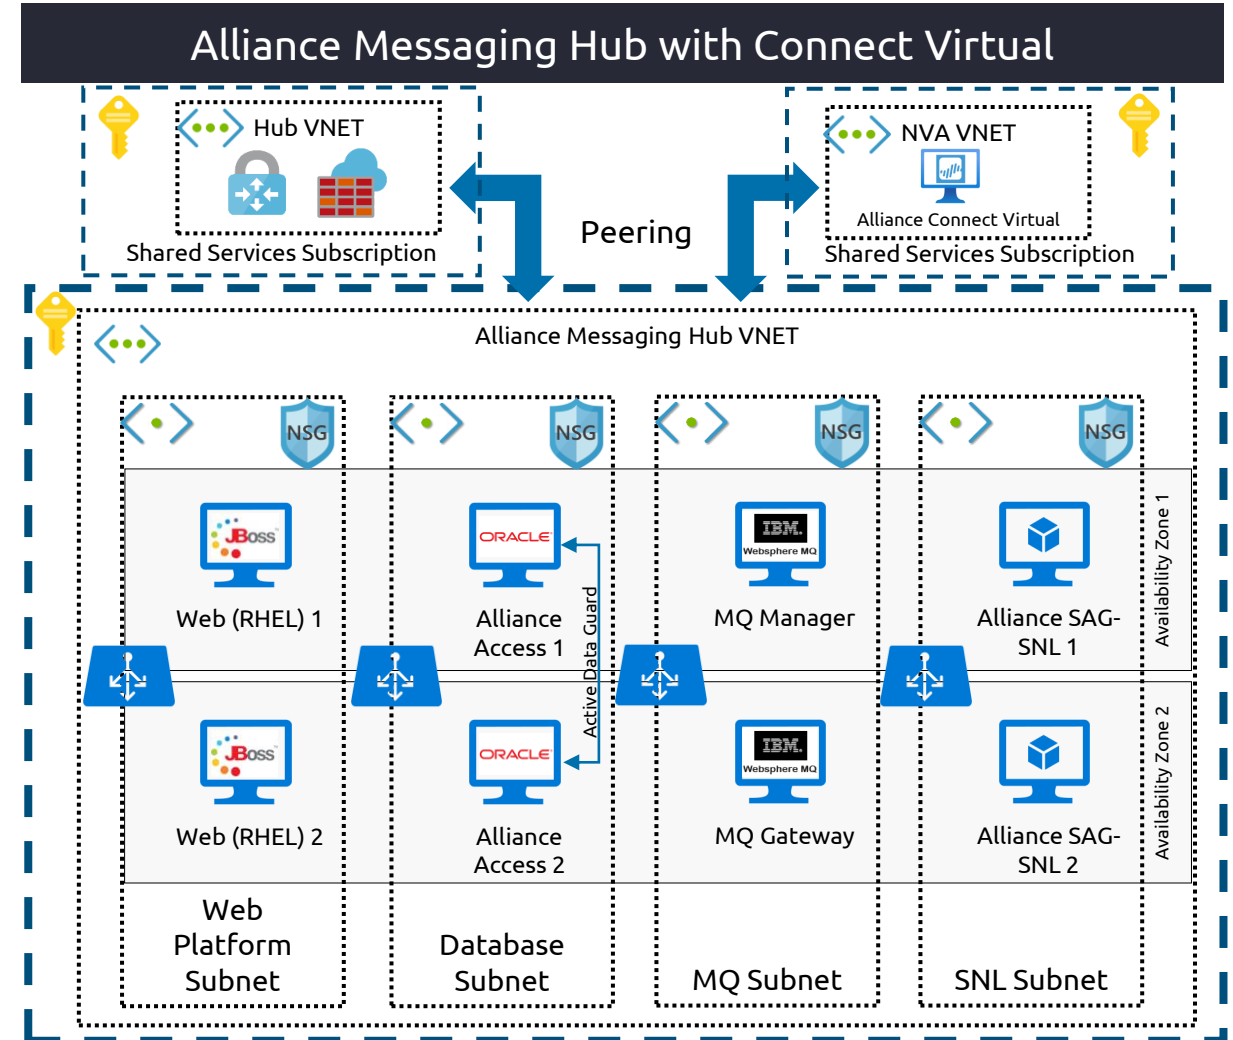 Alliance Messaging Hub with Connect Virtual
Hub VNET
Shared Services Subscription
Peering
NVA VNET
Alliance Connect Virtual
Shared Services Subscription
Alliance Messaging Hub VNET
NSG
NSG
NSG
NSG
JBoss
Web (RHEL) 1
ORACLE
Alliance
Access 1
IBM.
Websphere MQ
MQ Manager
Alliance SAG-
SNL 1
Availability Zone 1
Active Data Guard
JBoss
Web (RHEL) 2
ORACLE
Alliance
Access 2
IBM.
Websphere MQ
MQ Gateway
Alliance SAG-
SNL 2
Availability Zone 2
Web
Platform
Subnet
Database
Subnet
MQ Subnet
SNL Subnet